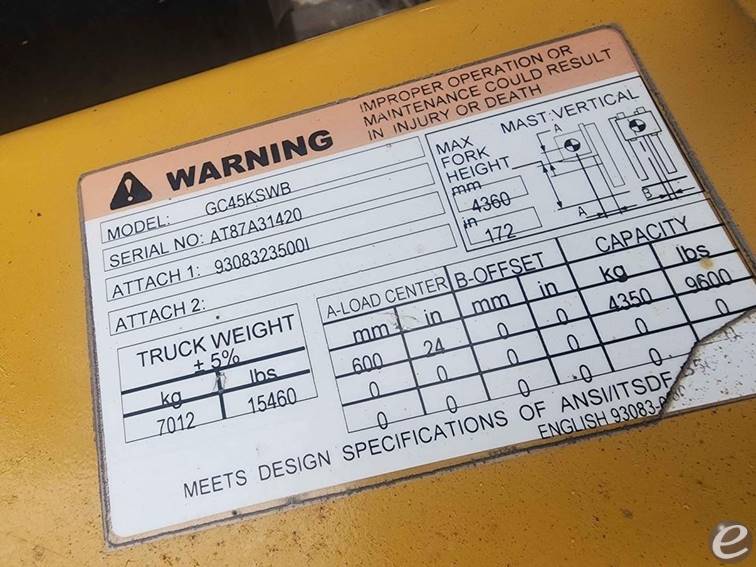 WARNING
IMPROPER OPERATION OR
MAINTENANCE COULD RESULT
IN INJURY OR DEATH
MODEL: GC45KSWB
SERIAL NO: AT87A31420
ATTACH 1: 9308323500I
ATTACH 2:
MAX
FORK
HEIGHT
mm
4360
in
172
MAST:VERTICAL
A
A
B
TRUCK WEIGHT
± 5%
kg lbs
7012 15460
A-LOAD CENTER B-OFFSET CAPACITY
mm in mm in kg lbs
600 24 0 0 4350 9600
0 0 0 0 0 0
0 0 0 0 0
MEETS DESIGN SPECIFICATIONS OF ANSI/ITSDF
ENGLISH 93083-
e